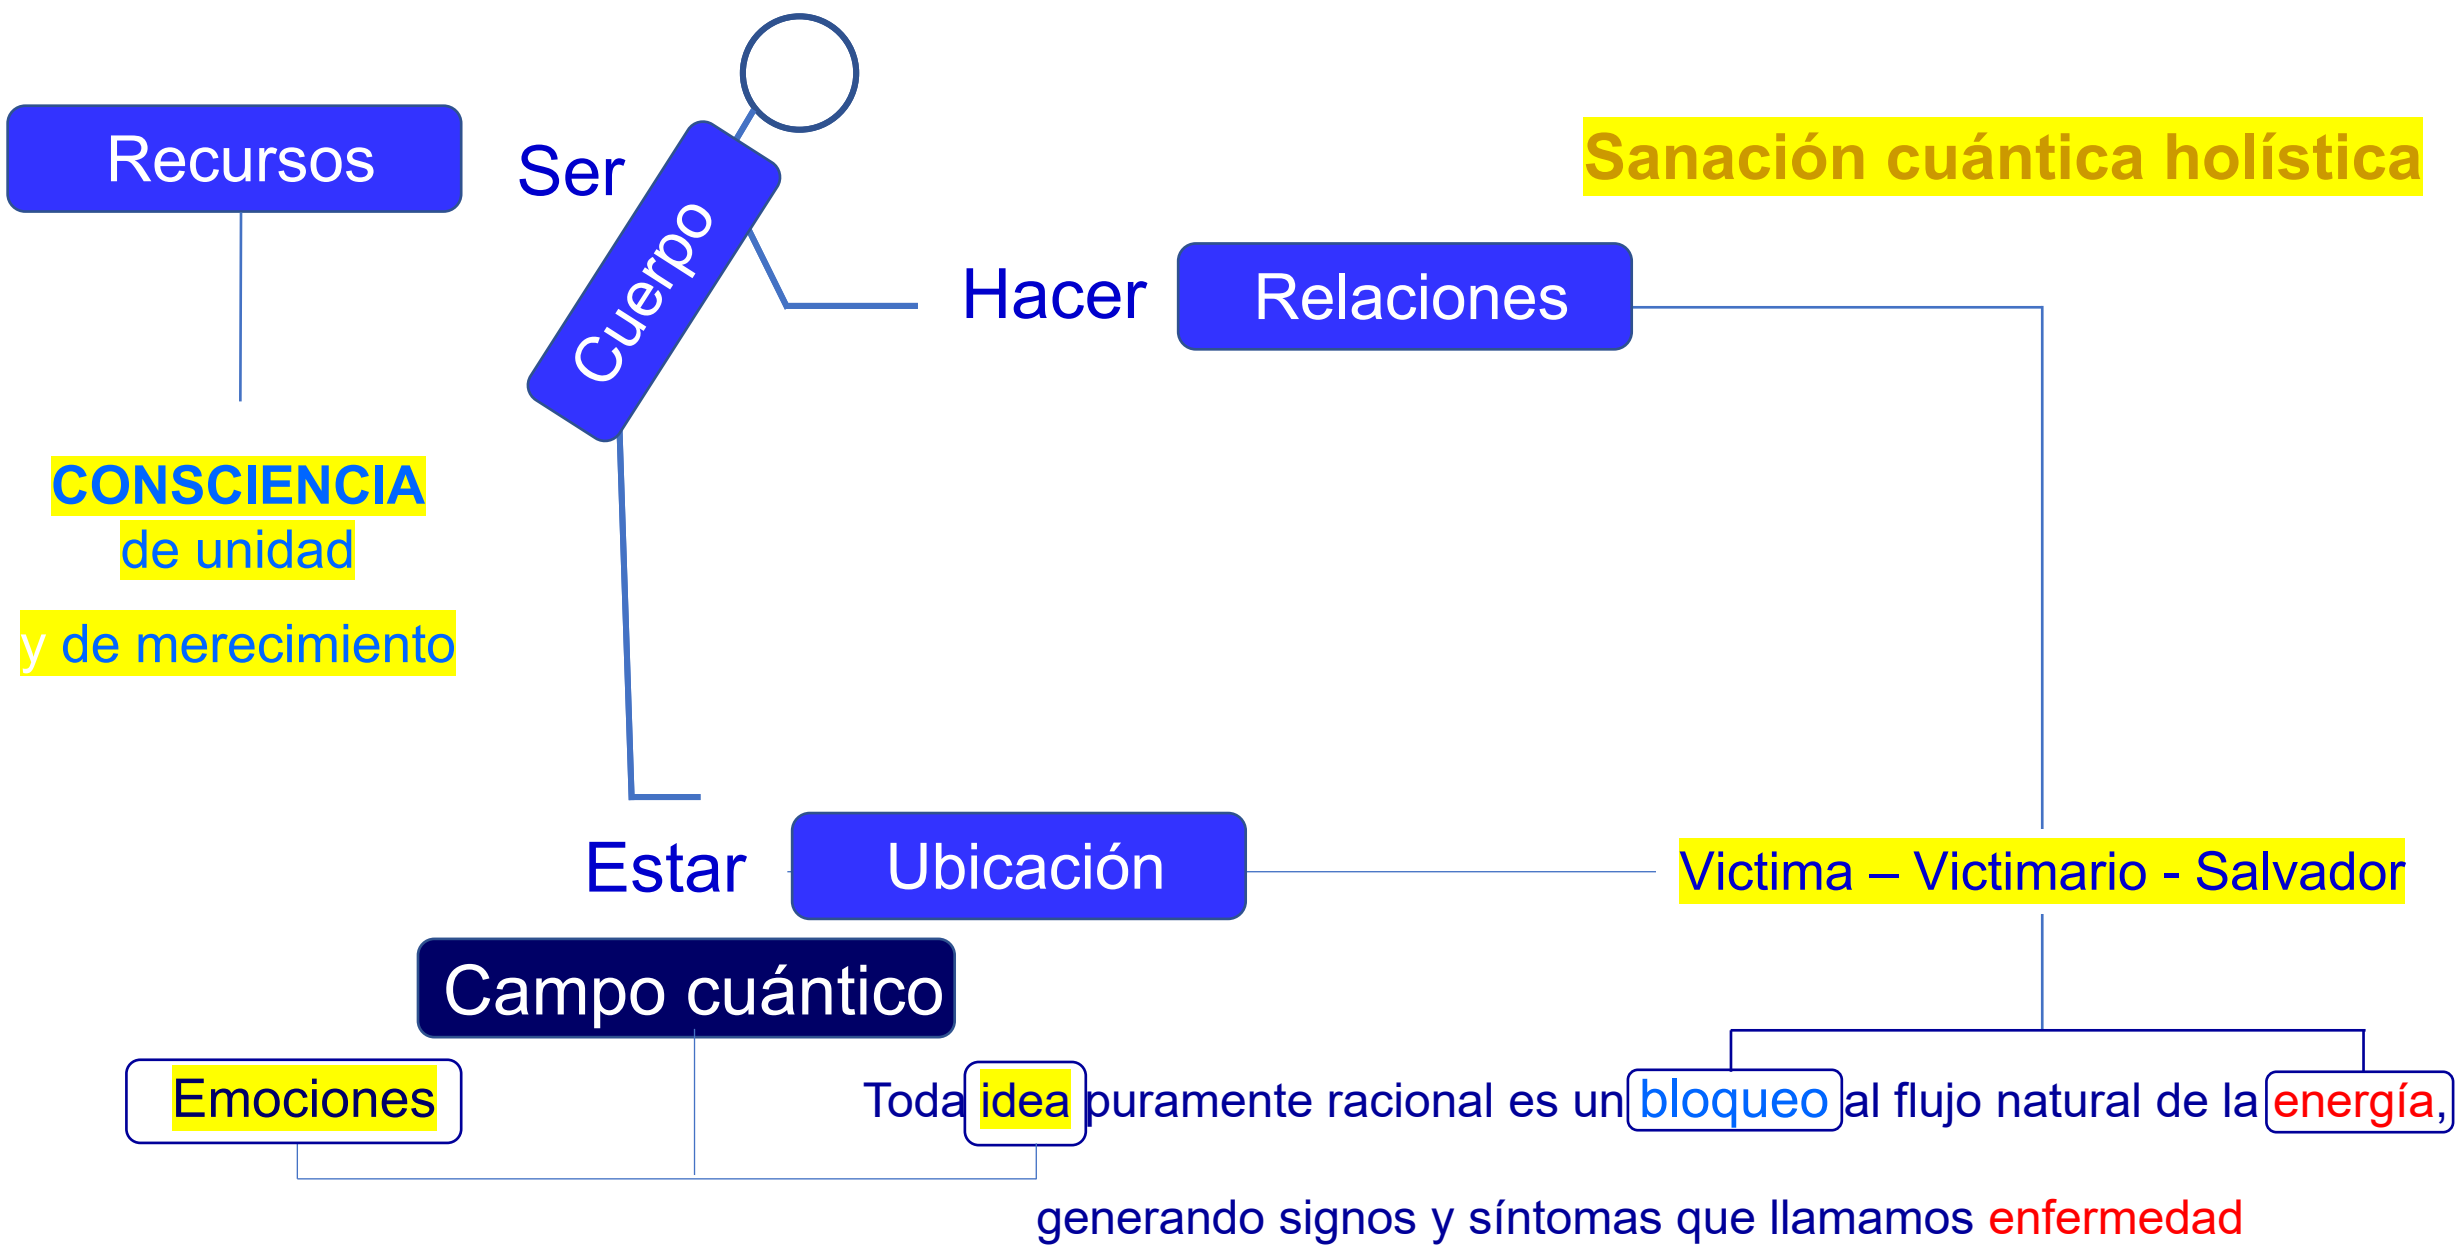 Recursos
Ser
Cuerpo
Sanación cuántica holística
Hacer
Relaciones
CONSCIENCIA
de unidad
y de merecimiento
Estar
Ubicación
Victima – Victimario - Salvador
Campo cuántico
Emociones
Toda idea puramente racional es un bloqueo al flujo natural de la energía,
generando signos y síntomas que llamamos enfermedad